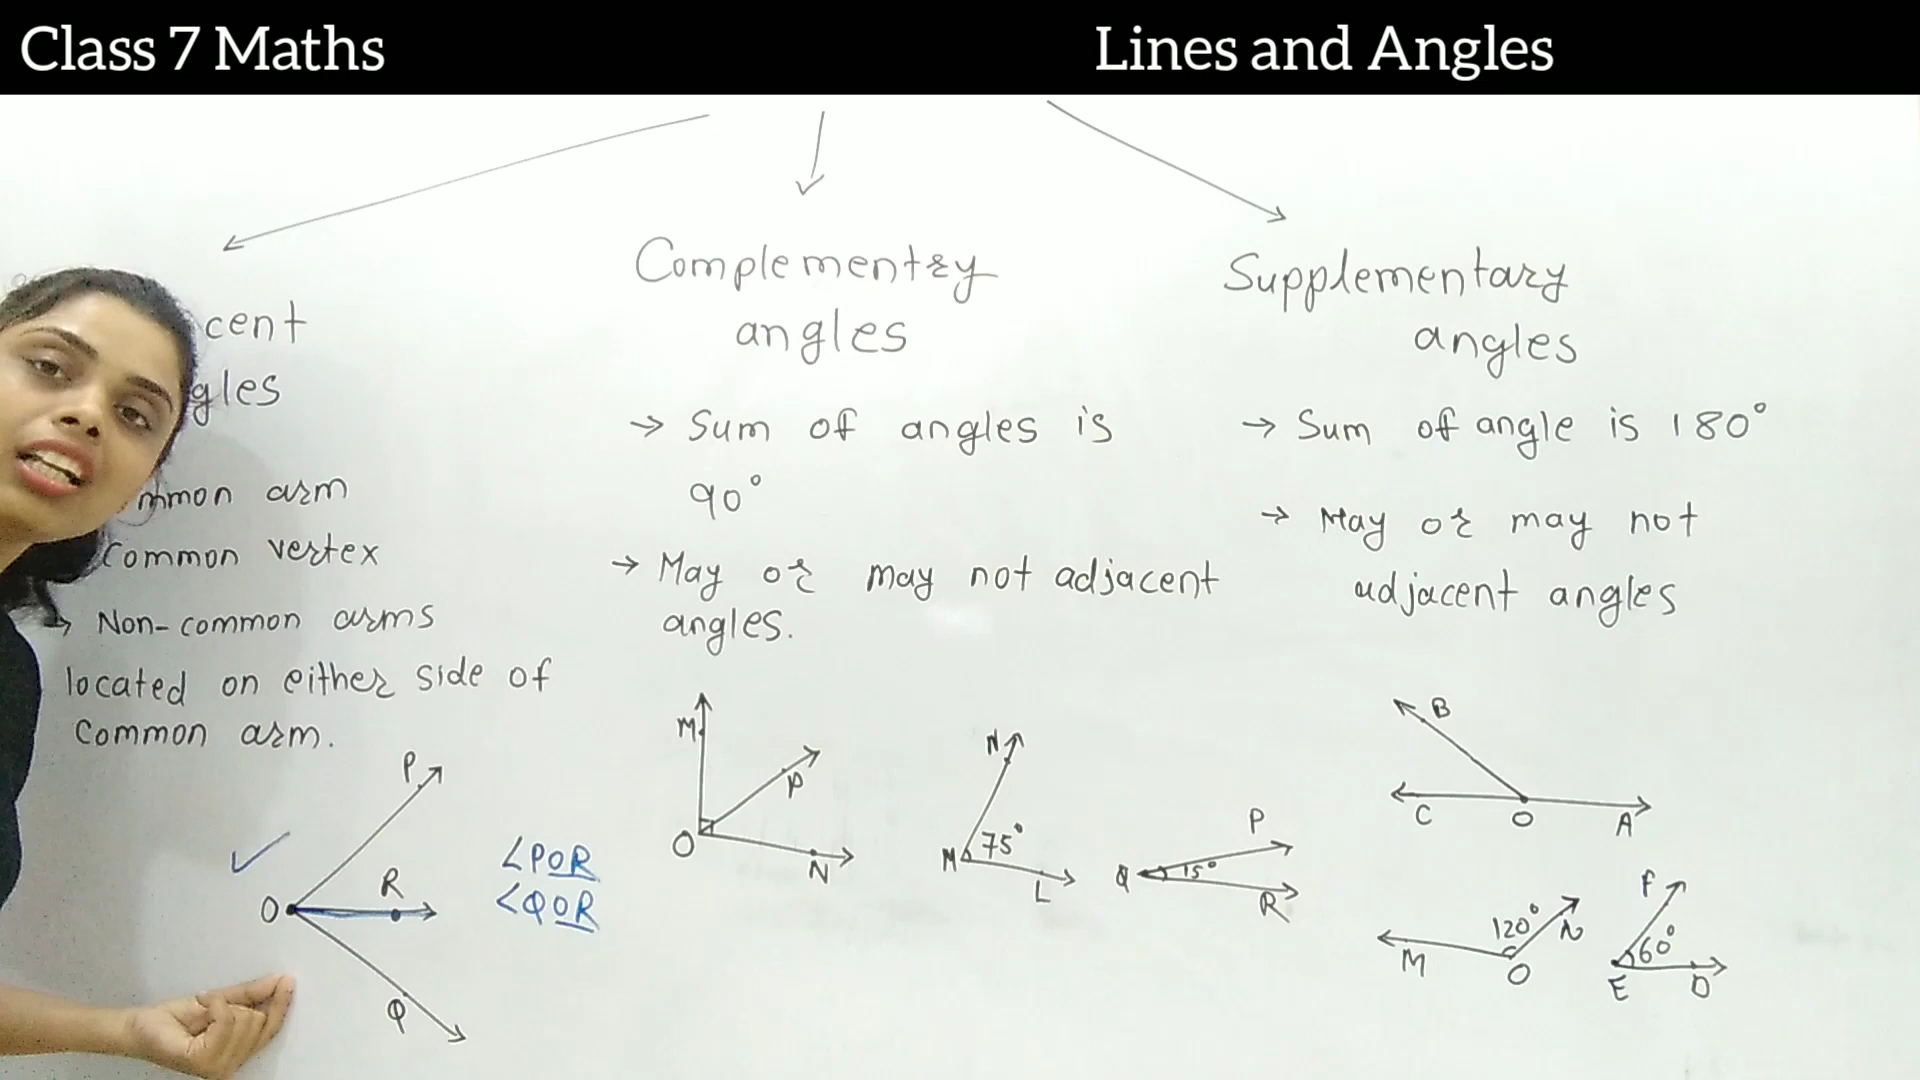 Class 7 Maths
Lines and Angles
cent
gles
mmon arm
Common vertex
→ Non-common arms
located on either side of
Common arm.
P
O
R
Q
∠POR
∠QOR
Complementry
angles
→ Sum of angles is
90°
→ May or may not adjacent
angles.
M
P
O
N
N
M
75°
L
P
Q
15°
R
Supplementary
angles
→ Sum of angle is 180°
→ May or may not
adjacent angles
B
C
O
A
120°
N
M
O
F
60°
E
D